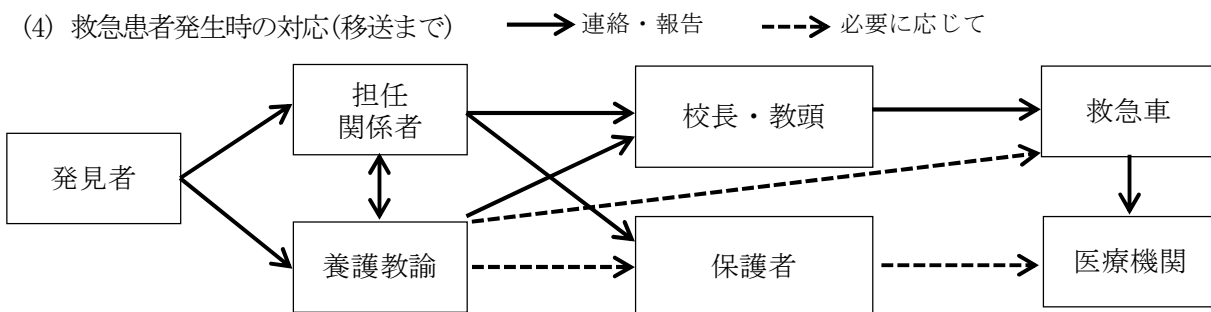 (4) 救急患者発生時の対応(移送まで) 連絡・報告 必要に応じて
発見者
担任
関係者
養護教諭
校長・教頭
保護者
救急車
医療機関